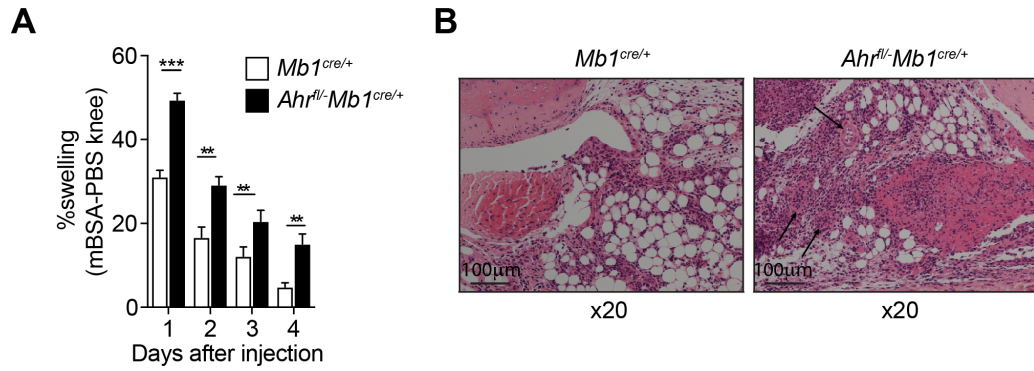 A
60
40
20
0
%swelling
(mBSA-PBS knee)
***
**
**
**
Mb1cre/+
Ahrfl/-Mb1cre/+
1 2 3 4
Days after injection
B
Mb1cre/+
Ahrfl/-Mb1cre/+
100μm
100μm
x20
x20